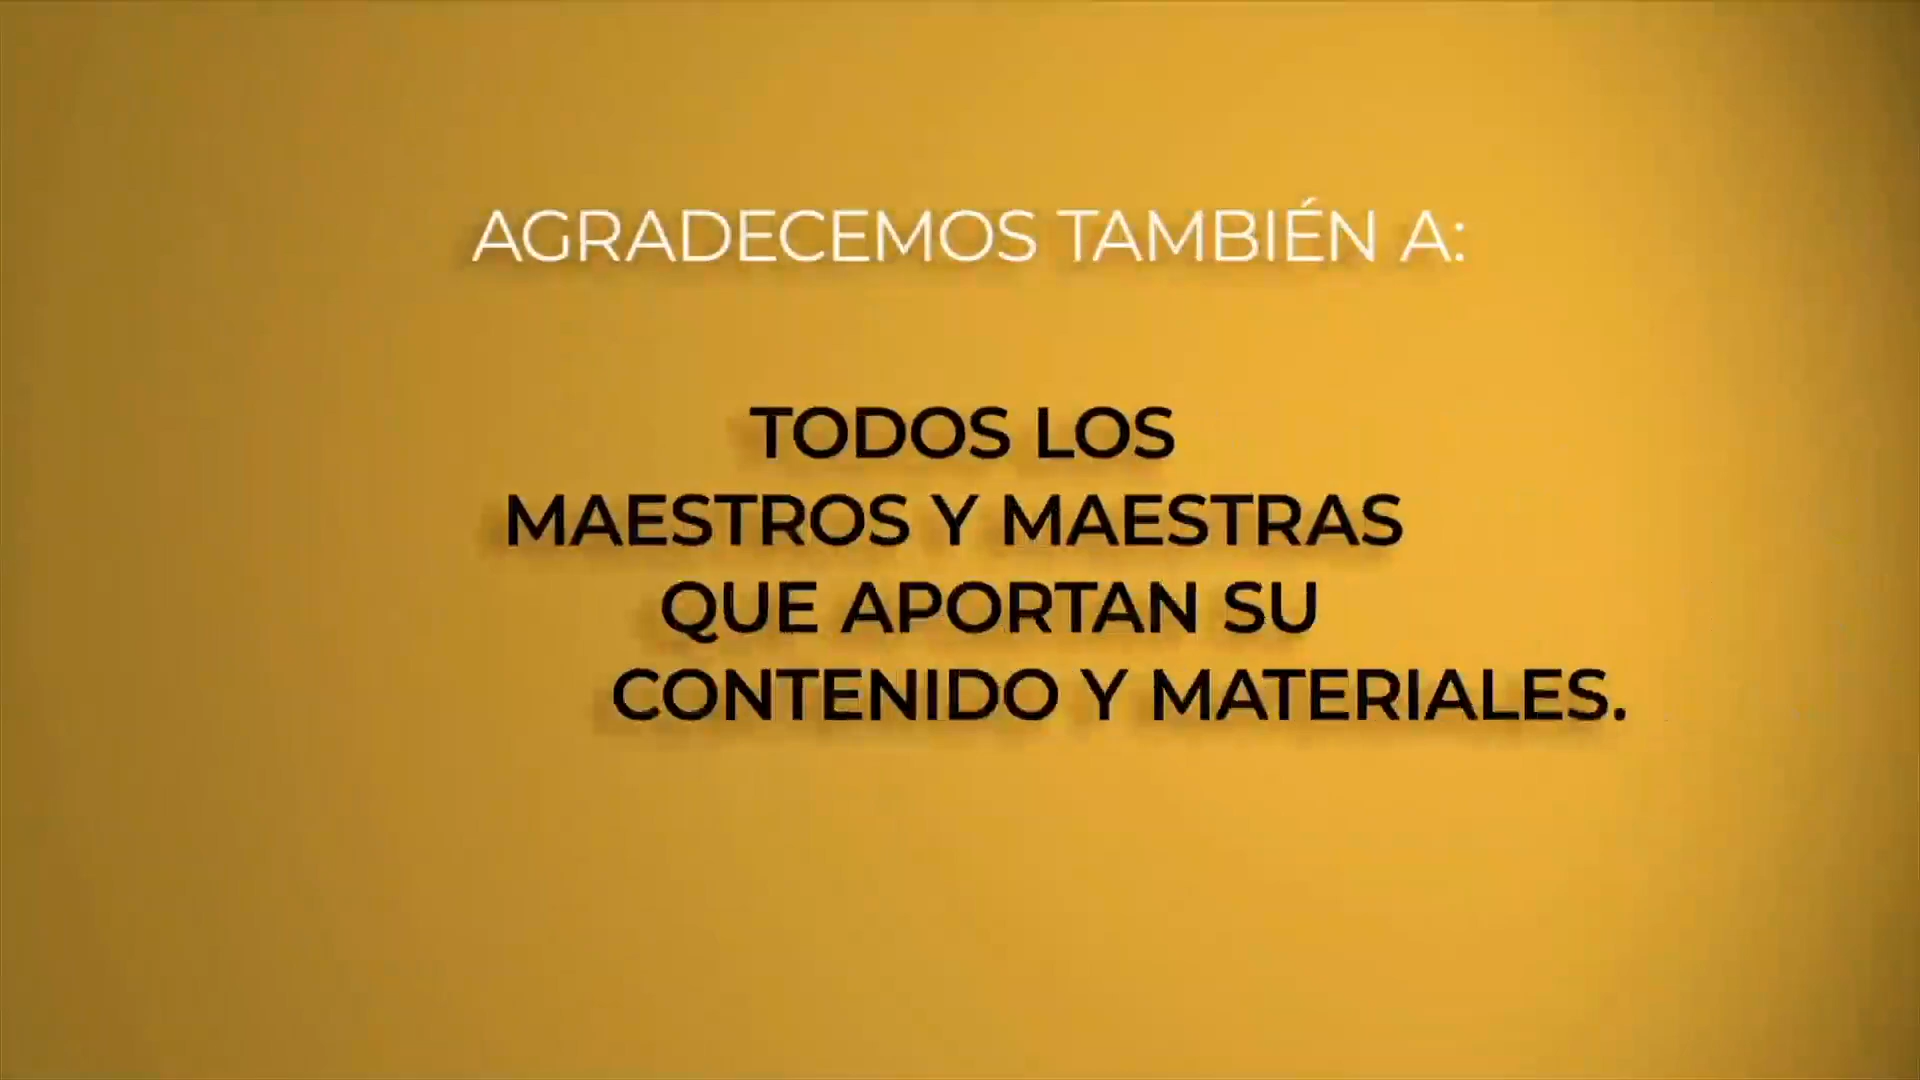 AGRADECEMOS TAMBIÉN A:
TODOS LOS
MAESTROS Y MAESTRAS
QUE APORTAN SU
CONTENIDO Y MATERIALES.